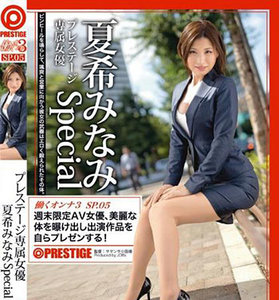 働くオンナ3
SP.05
プレステージ専属女優
夏希みなみSpecial
プレステージ
専属女優
夏希みなみ
Special
働くオンナ3 SP.05
週末限定AV女優、美麗な
体を曝け出し出演作品を
自らプレゼンする!
PRESTIGE